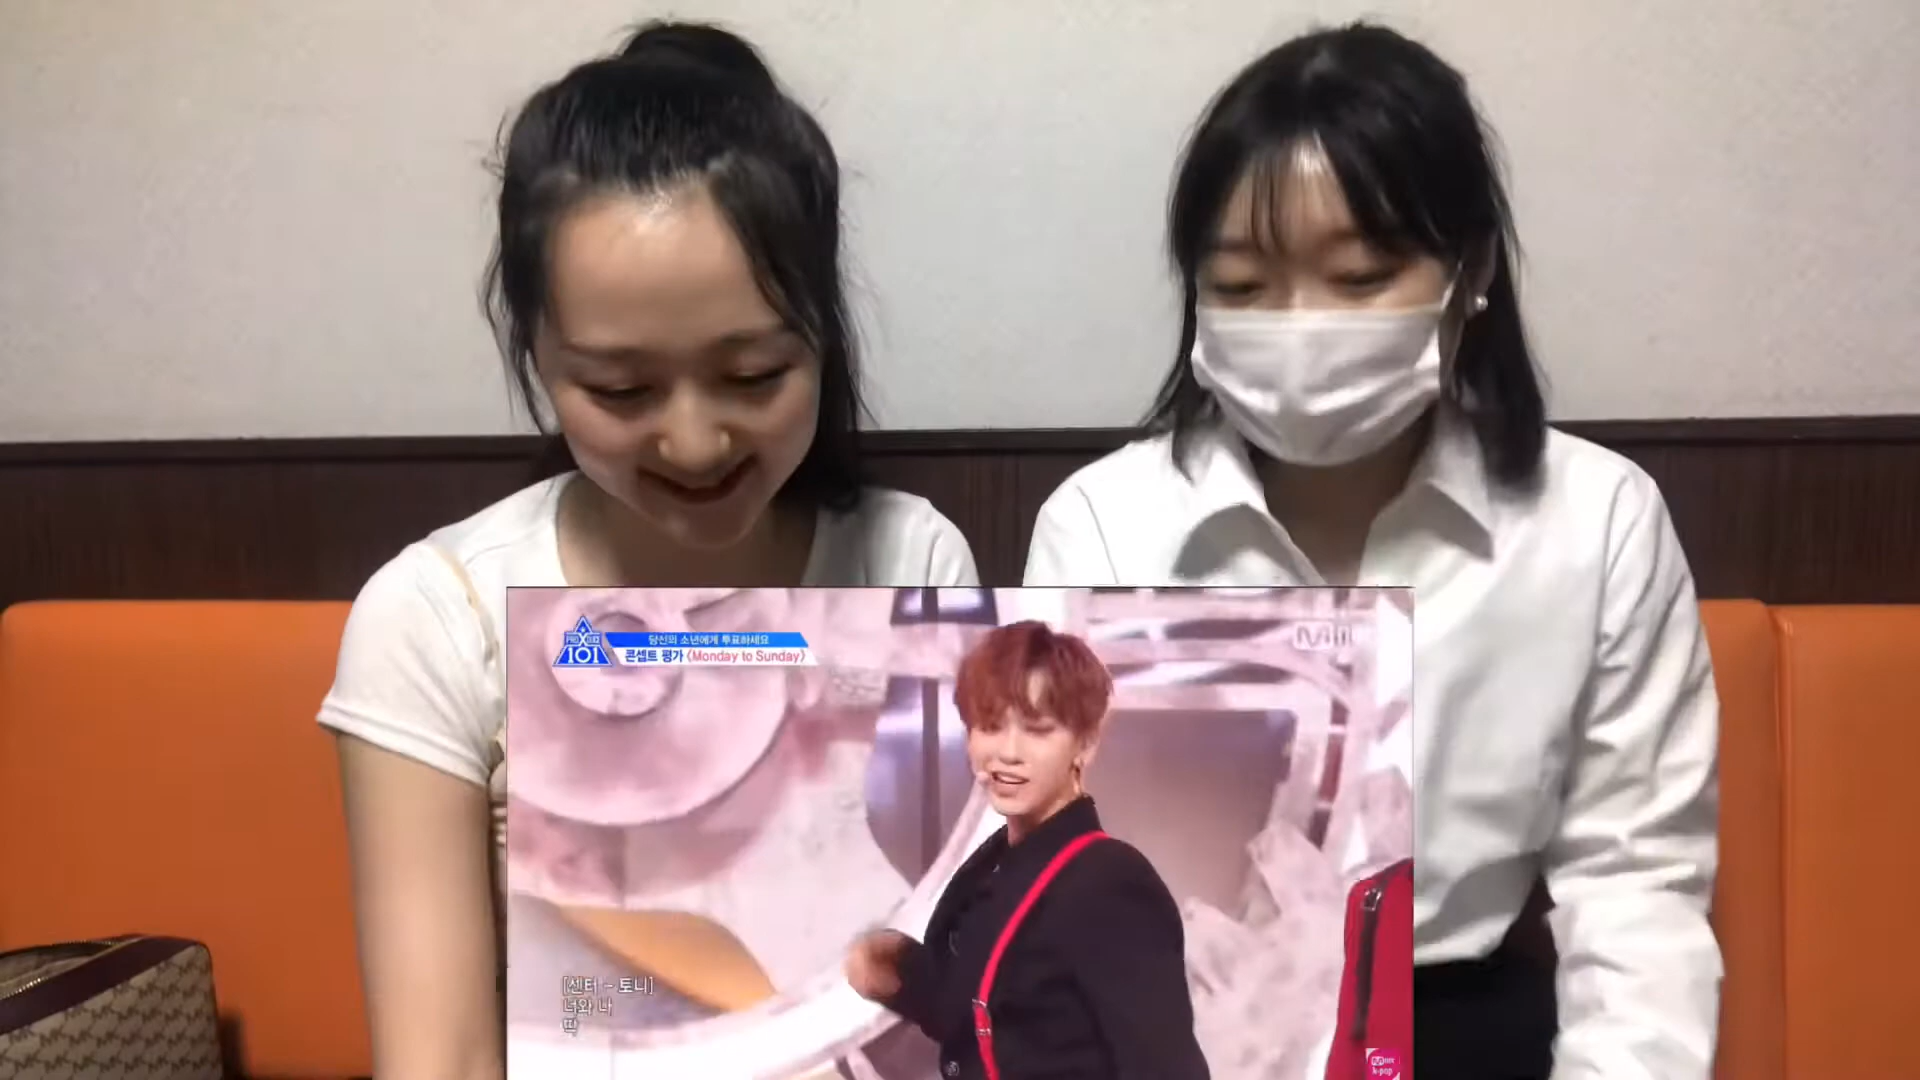 PRODUCE
X
101
당신의 소년에게 투표하세요
콘셉트 평가 〈Monday to Sunday〉
[센터 - 토니]
너와 나
딱
k-pop